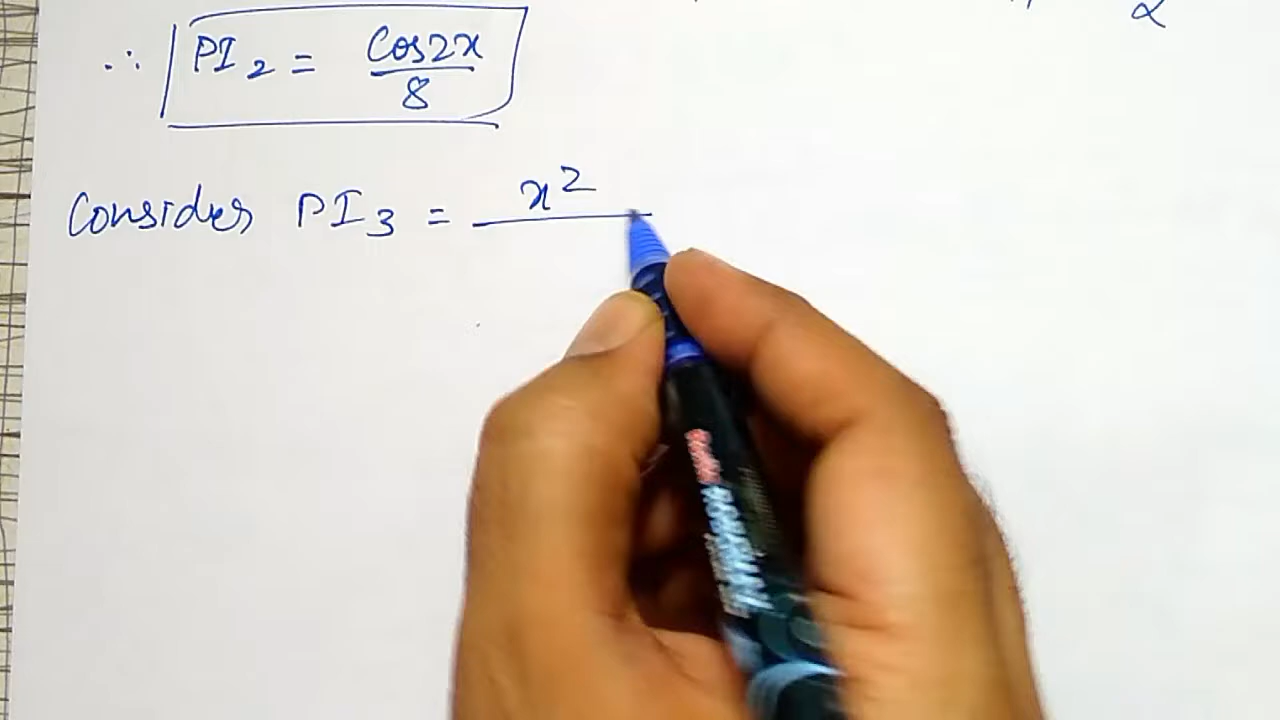 α
∴ PI₂ = Cos2x/8
Consider PI₃ = x²